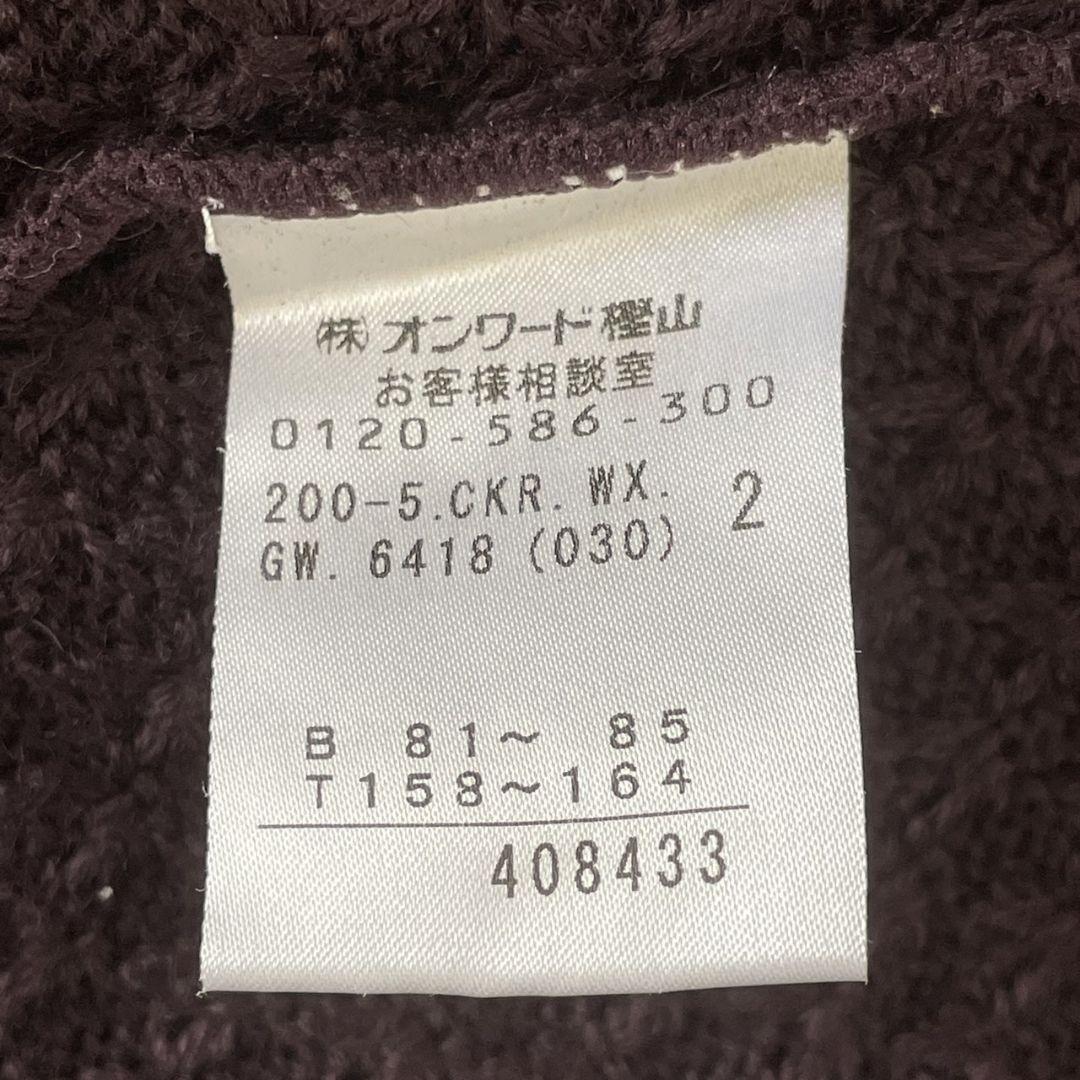 (株)オンワード樫山
お客様相談室
0120-586-300
200-5.CKR.WX. 2
GW. 6418 (030)
B 81~ 85
T158~164
408433